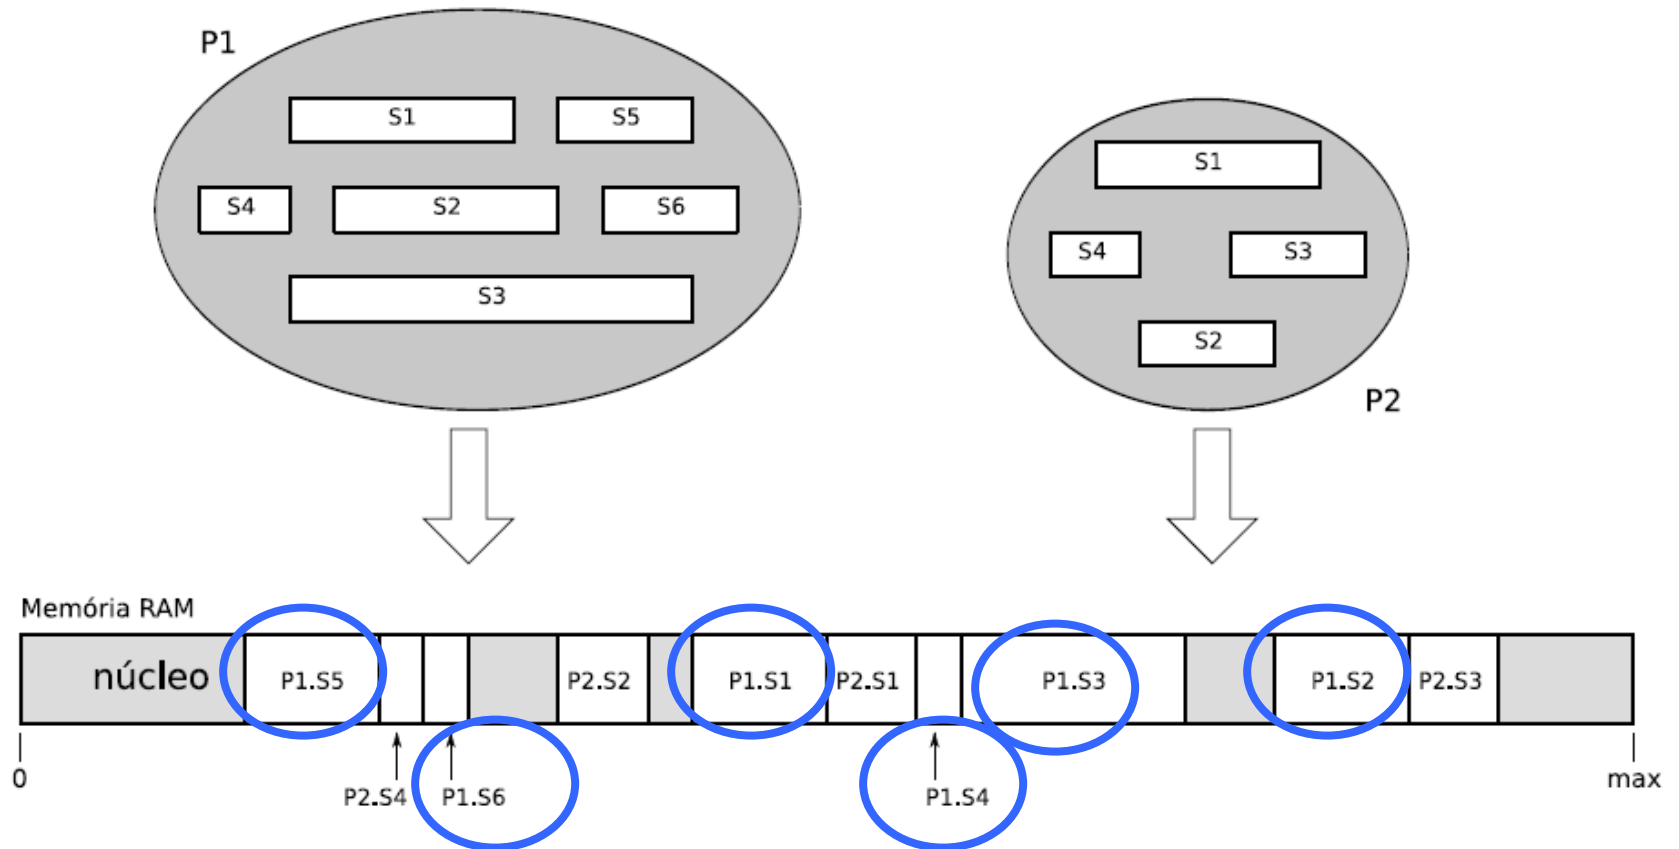 P1
S1 S5
S4 S2 S6
S3
S1
S4 S3
S2
P2
Memória RAM
núcleo P1.S5 P2.S2 P1.S1 P2.S1 P1.S3 P1.S2 P2.S3
0 max
P2.S4 P1.S6 P1.S4